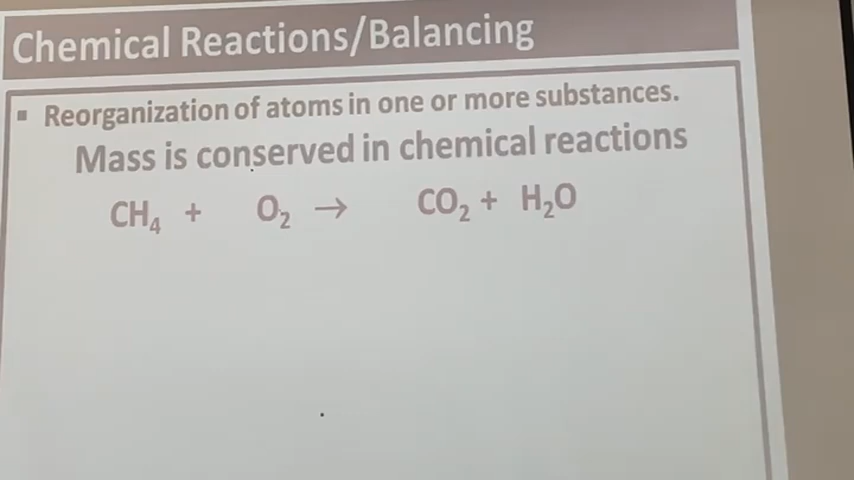 Chemical Reactions/Balancing
▪ Reorganization of atoms in one or more substances.
Mass is conserved in chemical reactions
CH₄ + O₂ → CO₂ + H₂O